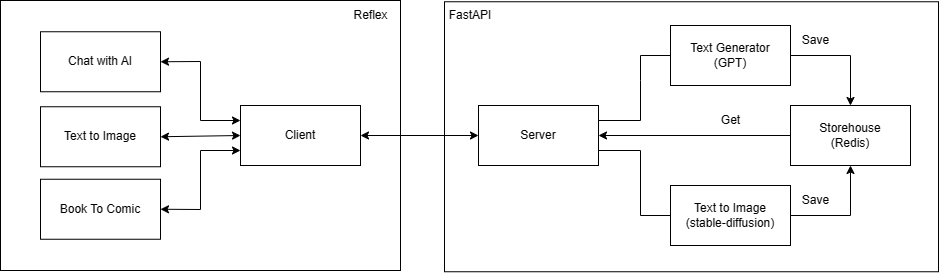 Reflex
Chat with AI
Text to Image
Book To Comic
Client
FastAPI
Server
Text Generator
(GPT)
Save
Get
Storehouse
(Redis)
Text to Image
(stable-diffusion)
Save